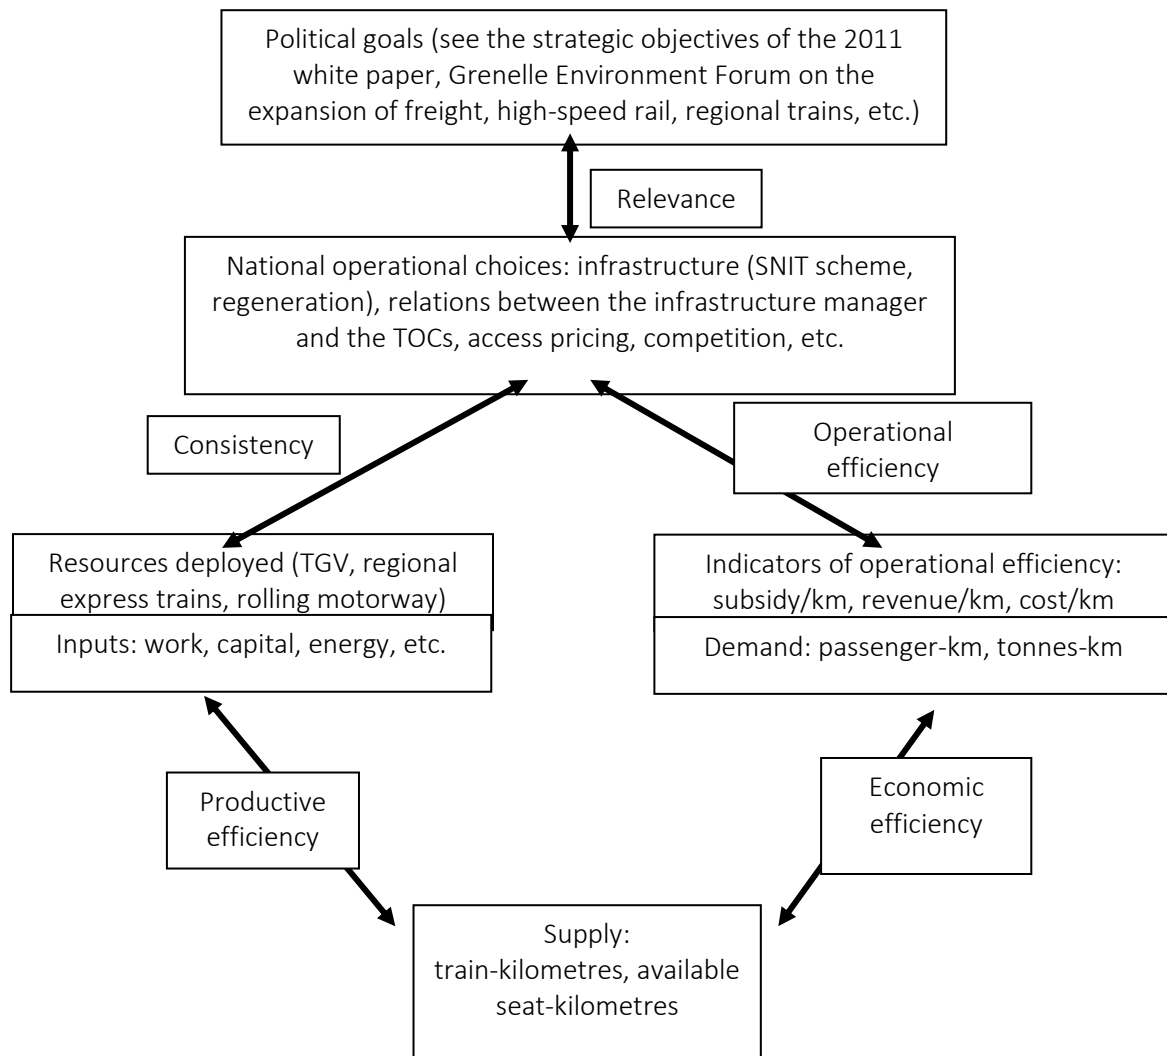 Political goals (see the strategic objectives of the 2011
white paper, Grenelle Environment Forum on the
expansion of freight, high-speed rail, regional trains, etc.)
Relevance
National operational choices: infrastructure (SNIT scheme,
regeneration), relations between the infrastructure manager
and the TOCs, access pricing, competition, etc.
Consistency
Operational
efficiency
Resources deployed (TGV, regional
express trains, rolling motorway)
Inputs: work, capital, energy, etc.
Indicators of operational efficiency:
subsidy/km, revenue/km, cost/km
Demand: passenger-km, tonnes-km
Productive
efficiency
Economic
efficiency
Supply:
train-kilometres, available
seat-kilometres